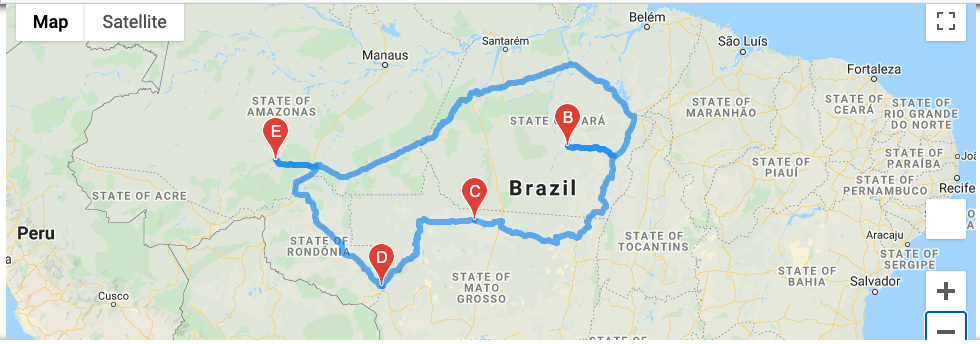 Map
Satellite
Belém
Santarém
São Luís
Manaus
Fortaleza
STATE OF
AMAZONAS
STATE OF
MARANHÃO
STATE OF
CEARÁ
STATE OF
RIO GRANDE
DO NORTE
E
B
STATE
ARÁ
STATE OF
PARAÍBA
STATE OF
PIAUÍ
STATE OF
PERNAMBUCO
Recife
STATE OF ACRE
C
Brazil
Peru
STATE OF
RONDÔNIA
D
STATE OF
TOCANTINS
Aracaju
STATE OF
SERGIPE
STATE OF
MATO
GROSSO
STATE OF
BAHIA
Salvador
Cusco
+
−